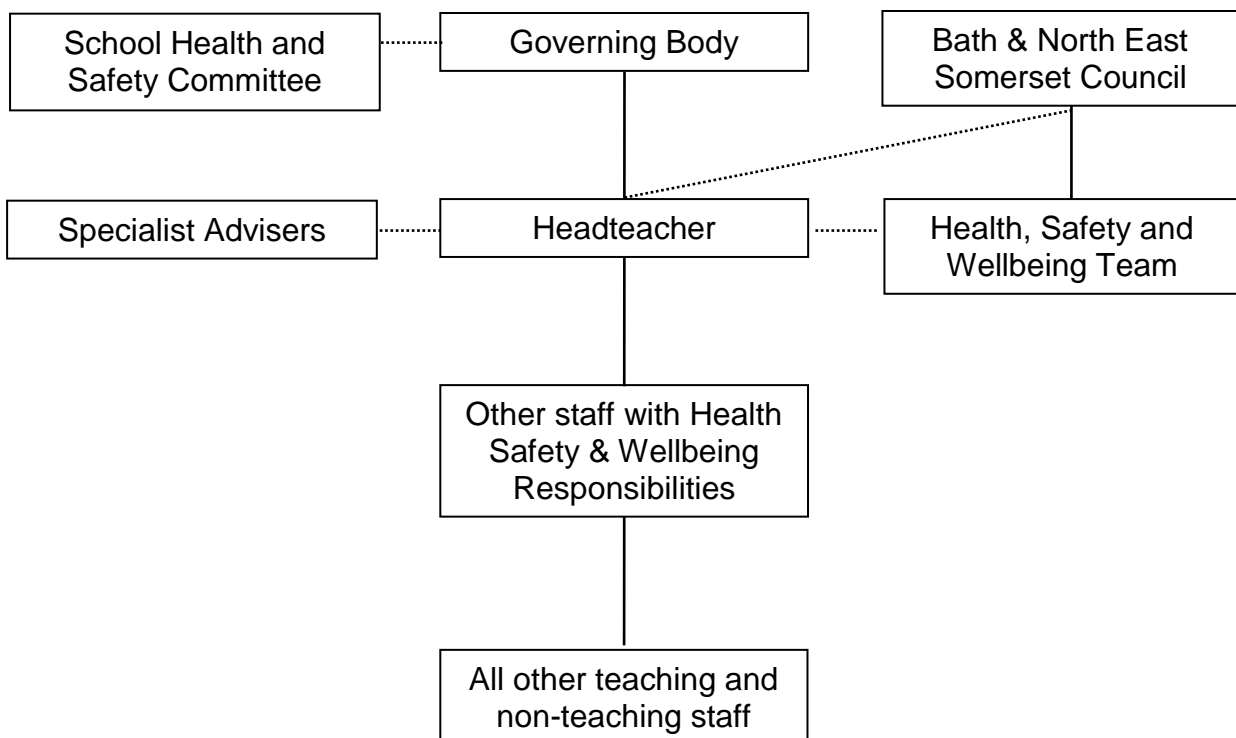 School Health and
Safety Committee
Governing Body
Bath & North East
Somerset Council
Specialist Advisers
Headteacher
Health, Safety and
Wellbeing Team
Other staff with Health
Safety & Wellbeing
Responsibilities
All other teaching and
non-teaching staff